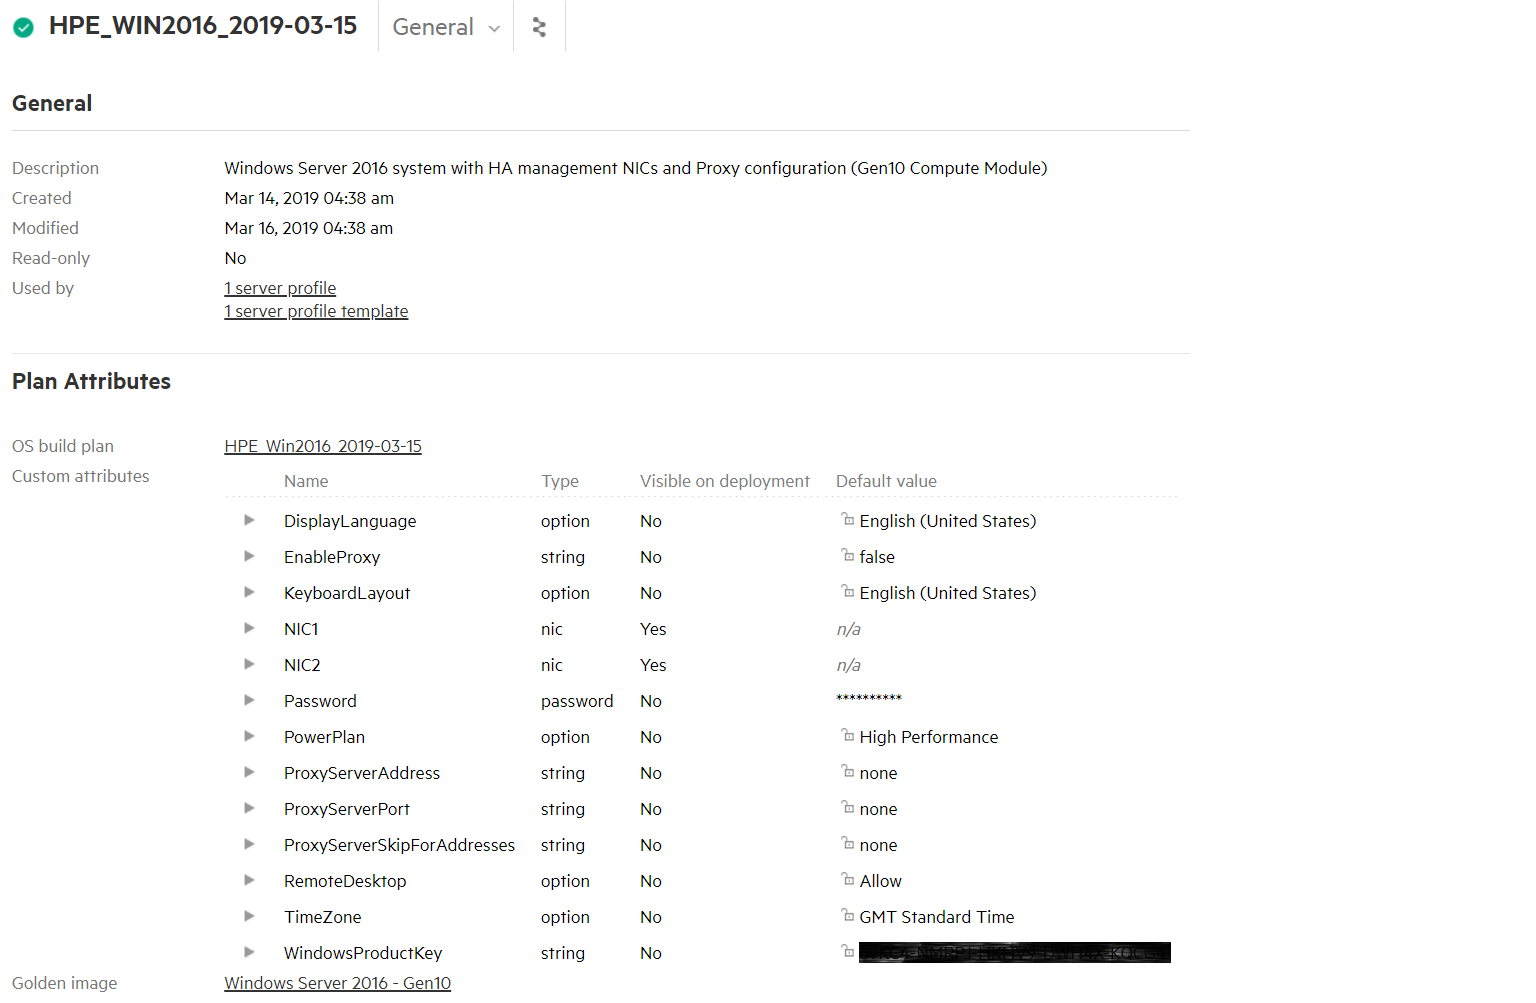 HPE_WIN2016_2019-03-15 General
General
Description Windows Server 2016 system with HA management NICs and Proxy configuration (Gen10 Compute Module)
Created Mar 14, 2019 04:38 am
Modified Mar 16, 2019 04:38 am
Read-only No
Used by 1 server profile
1 server profile template
Plan Attributes
OS build plan HPE_Win2016_2019-03-15
Custom attributes
Name Type Visible on deployment Default value
DisplayLanguage option No English (United States)
EnableProxy string No false
KeyboardLayout option No English (United States)
NIC1 nic Yes n/a
NIC2 nic Yes n/a
Password password No **********
PowerPlan option No High Performance
ProxyServerAddress string No none
ProxyServerPort string No none
ProxyServerSkipForAddresses string No none
RemoteDesktop option No Allow
TimeZone option No GMT Standard Time
WindowsProductKey string No
Golden image Windows Server 2016 - Gen10